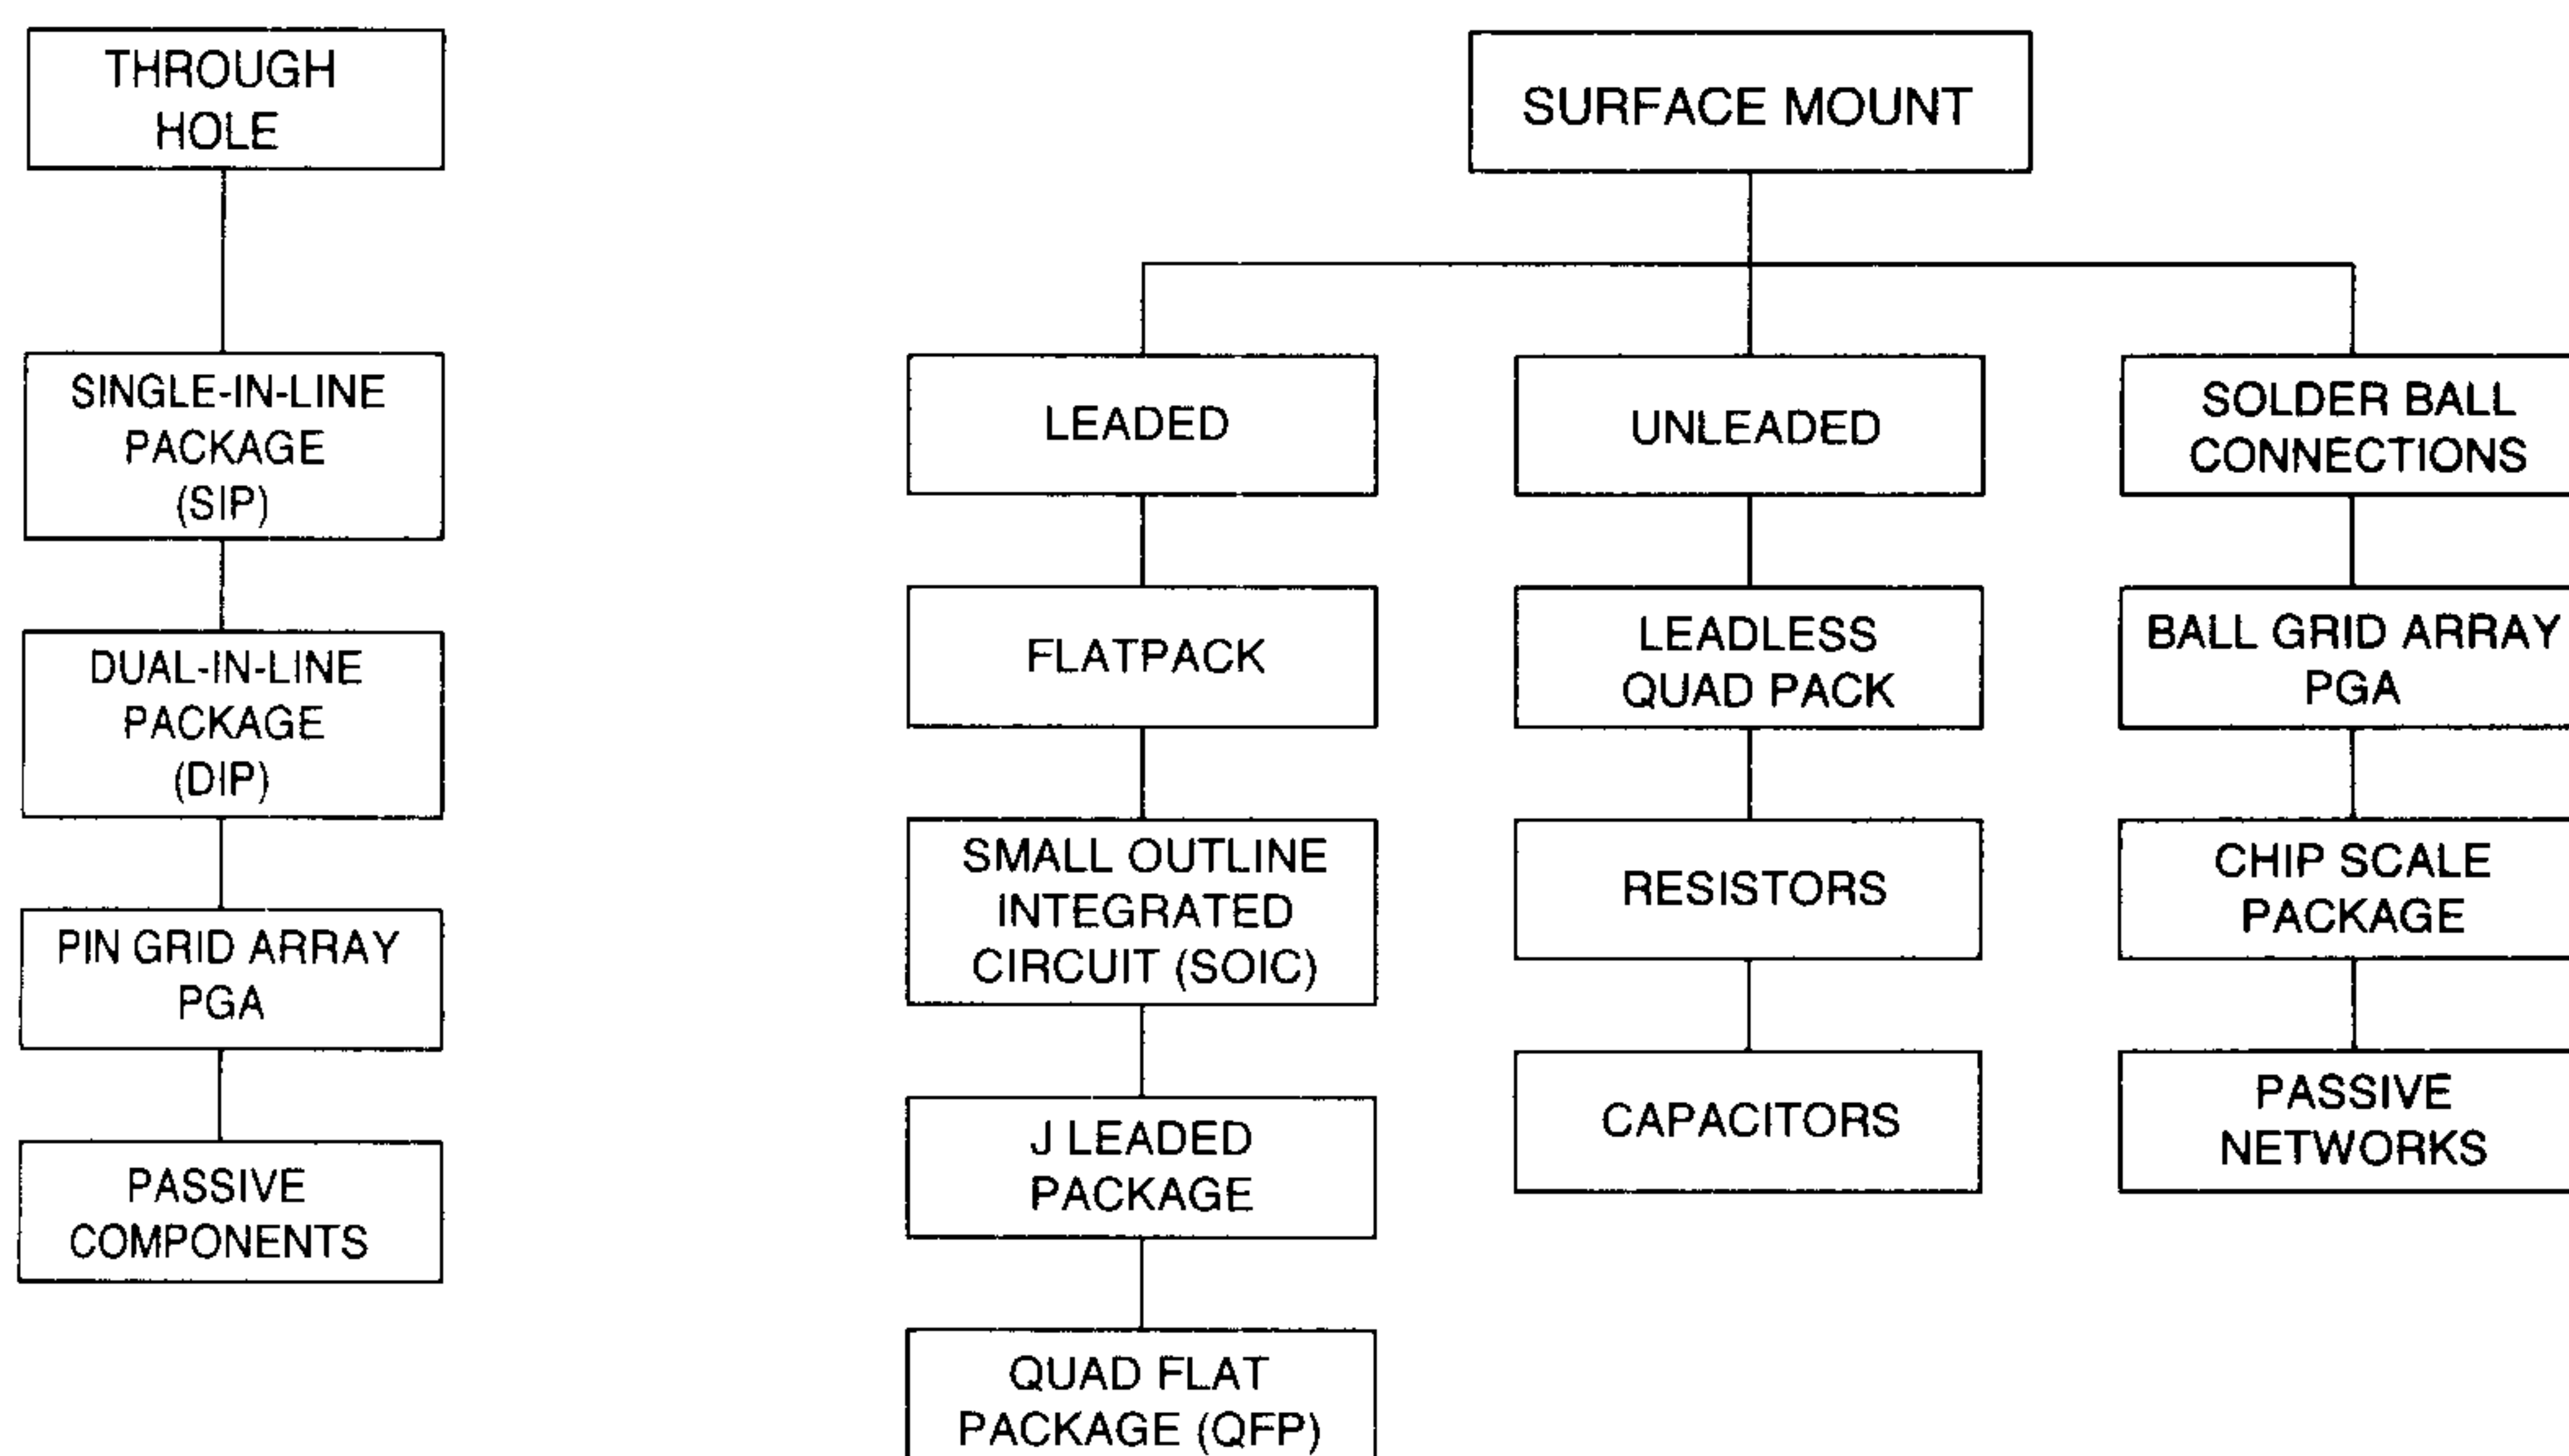 THROUGH
HOLE
SINGLE-IN-LINE
PACKAGE
(SIP)
DUAL-IN-LINE
PACKAGE
(DIP)
PIN GRID ARRAY
PGA
PASSIVE
COMPONENTS
SURFACE MOUNT
LEADED
FLATPACK
SMALL OUTLINE
INTEGRATED
CIRCUIT (SOIC)
J LEADED
PACKAGE
QUAD FLAT
PACKAGE (QFP)
UNLEADED
LEADLESS
QUAD PACK
RESISTORS
CAPACITORS
SOLDER BALL
CONNECTIONS
BALL GRID ARRAY
PGA
CHIP SCALE
PACKAGE
PASSIVE
NETWORKS